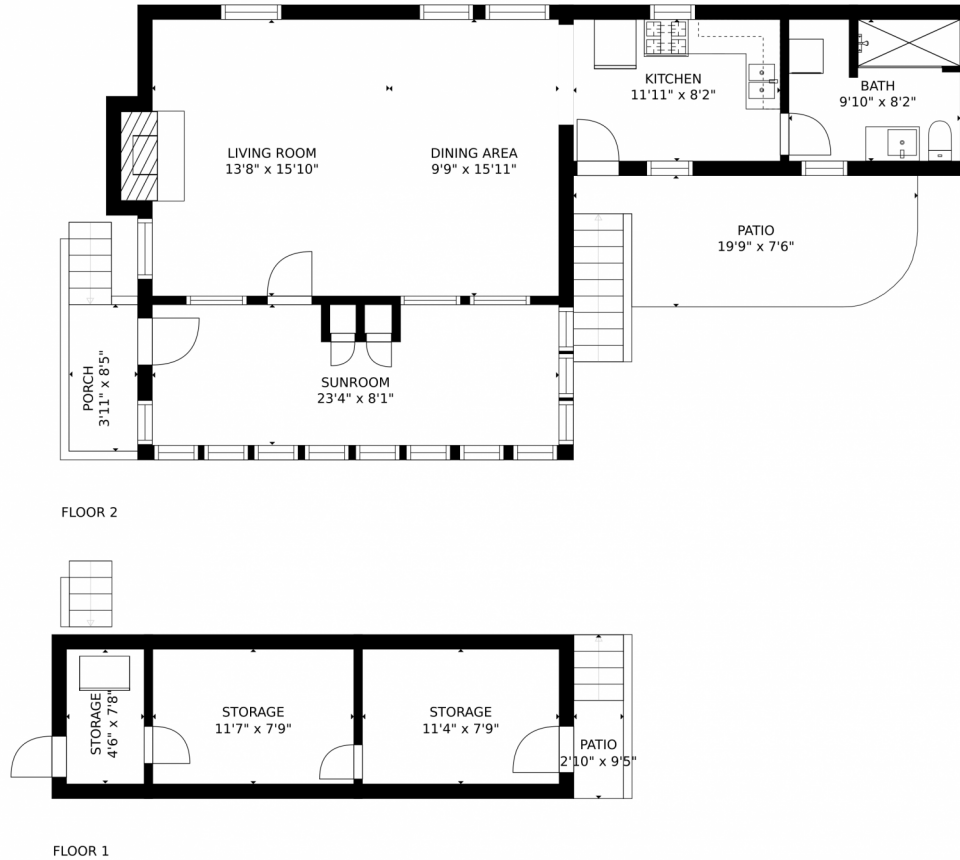 KITCHEN
11'11" x 8'2"
BATH
9'10" x 8'2"
LIVING ROOM
13'8" x 15'10"
DINING AREA
9'9" x 15'11"
PATIO
19'9" x 7'6"
PORCH
3'11" x 8'5"
SUNROOM
23'4" x 8'1"
FLOOR 2
STORAGE
4'6" x 7'8"
STORAGE
11'7" x 7'9"
STORAGE
11'4" x 7'9"
PATIO
2'10" x 9'5"
FLOOR 1